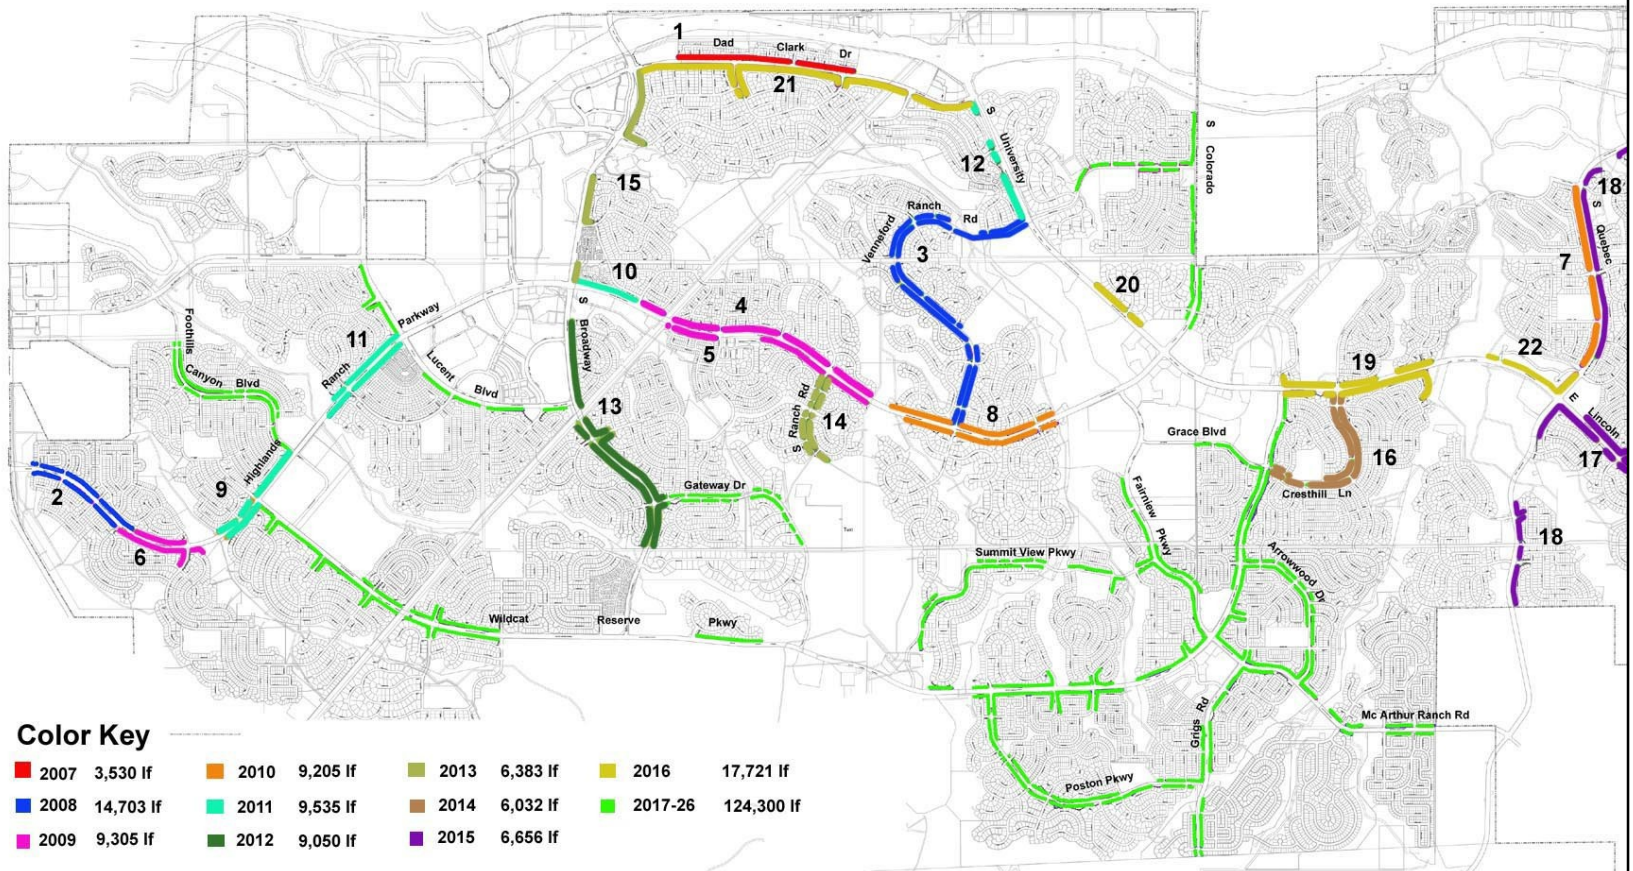 1
Dad Clark Dr
21
S University
12
S Colorado
18
S Quebec
15
Venneford Ranch Rd
3
7
10
20
4
5
S Broadway
Foothills Canyon Blvd
11
Ranch Parkway
Lucent Blvd
22
19
E Lincoln
17
S Ranch Rd
14
8
13
Grace Blvd
16
Cresthill Ln
Highlands
9
2
6
Gateway Dr
Fairview Pkwy
18
Summit View Pkwy
Arrowwood Dr
Wildcat Reserve Pkwy
Grigs Rd
Mc Arthur Ranch Rd
Poston Pkwy
Color Key
2007 3,530 lf
2008 14,703 lf
2009 9,305 lf
2010 9,205 lf
2011 9,535 lf
2012 9,050 lf
2013 6,383 lf
2014 6,032 lf
2015 6,656 lf
2016 17,721 lf
2017-26 124,300 lf